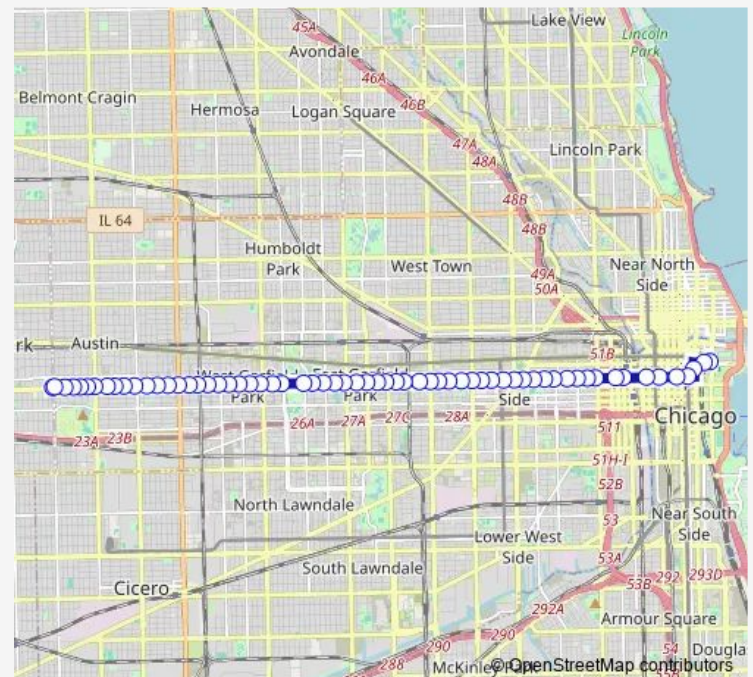 45A
Lake View
Lincoln
Park
Avondale
46A
Belmont Cragin
46B
Hermosa
Logan Square
47A
48A
Lincoln Park
48B
IL 64
48B
Humboldt
Park
West Town
Near North
Side
49A
50A
rk
Austin
51B
Park
Park
Side
Chicago
23A
23B
26A
27A
27C
28A
511
51H-I
52B
North Lawndale
53
Near South
Side
Lower West
Side
53A
South Lawndale
53B
292
293D
Cicero
292A
Armour Square
290
290
288
54
Dougla
55B
© OpenStreetMap contributors